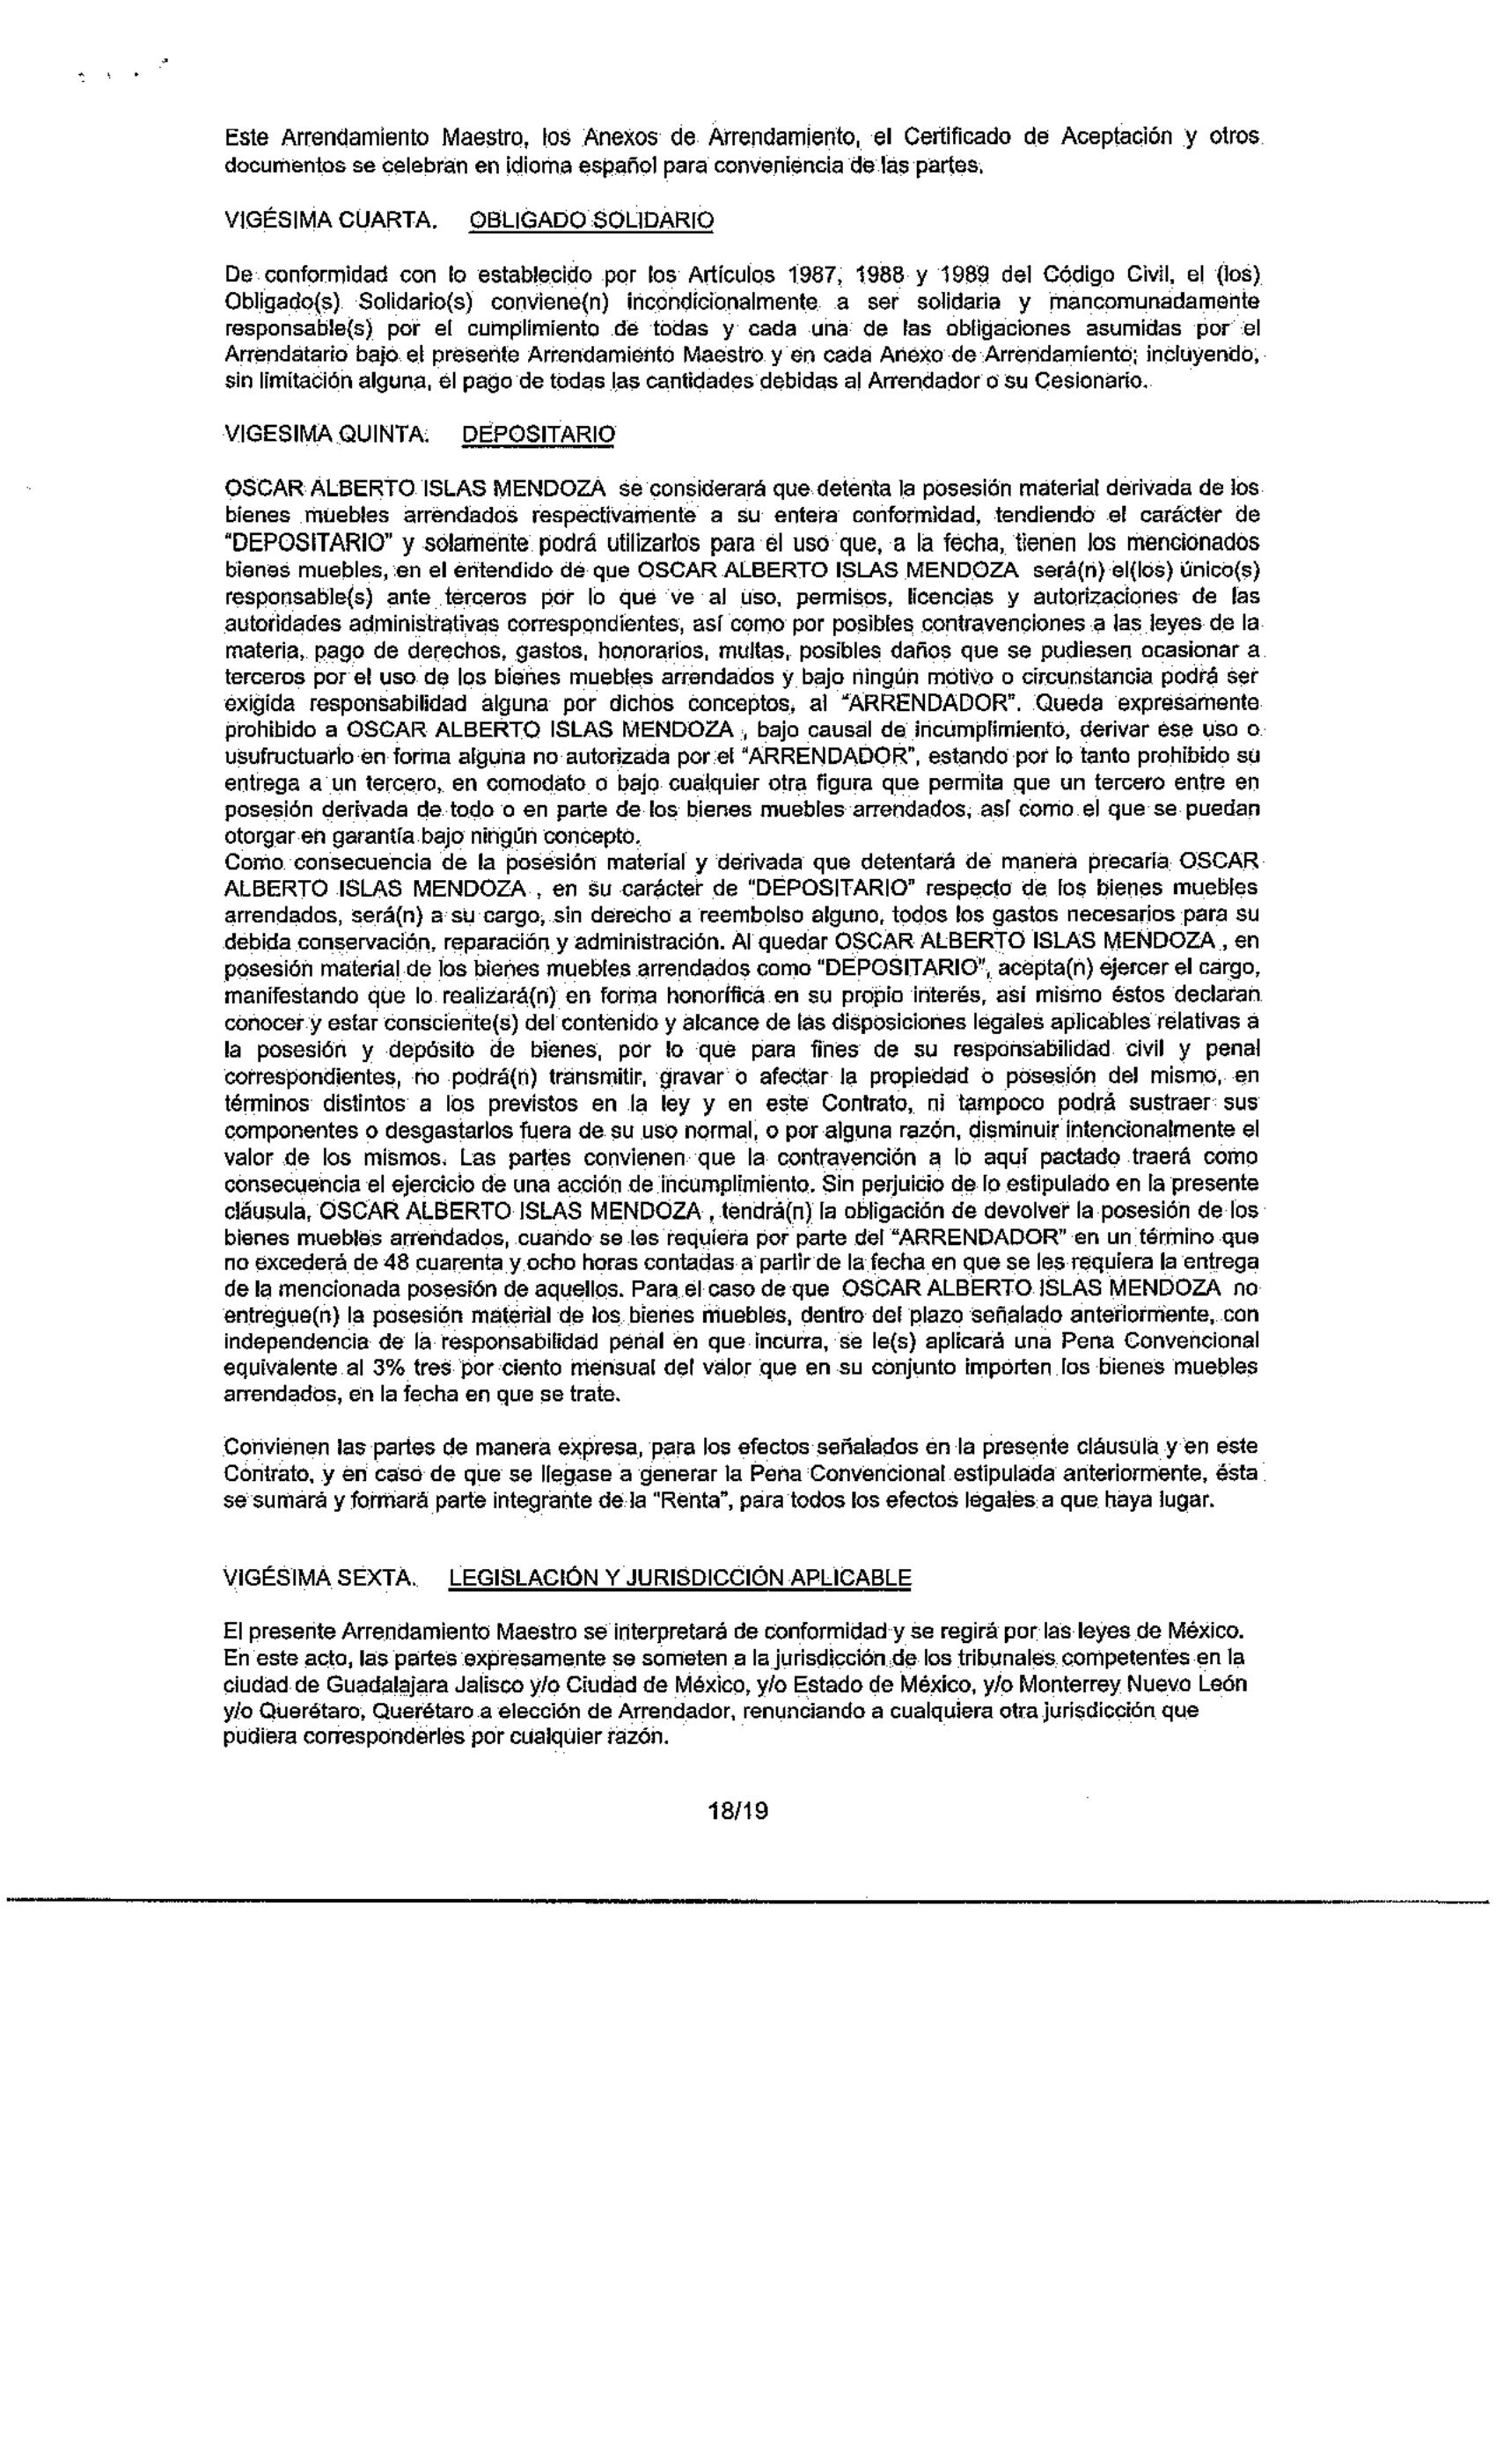 Este Arrendamiento Maestro, los Anexos de Arrendamiento, el Certificado de Aceptación y otros
documentos se celebran en idioma español para conveniencia de las partes.
VIGÉSIMA CUARTA. OBLIGADO SOLIDARIO
De conformidad con lo establecido por los Artículos 1987, 1988 y 1989 del Código Civil, el (los)
Obligado(s) Solidario(s) conviene(n) incondicionalmente a ser solidaria y mancomunadamente
responsable(s) por el cumplimiento de todas y cada una de las obligaciones asumidas por el
Arrendatario bajo el presente Arrendamiento Maestro y en cada Anexo de Arrendamiento; incluyendo,
sin limitación alguna, el pago de todas las cantidades debidas al Arrendador o su Cesionario.
VIGESIMA QUINTA. DEPOSITARIO
OSCAR ALBERTO ISLAS MENDOZA se considerará que detenta la posesión material derivada de los
bienes muebles arrendados respectivamente a su entera conformidad, tendiendo el carácter de
"DEPOSITARIO" y solamente podrá utilizarlos para el uso que, a la fecha, tienen los mencionados
bienes muebles, en el entendido de que OSCAR ALBERTO ISLAS MENDOZA será(n) el(los) único(s)
responsable(s) ante terceros por lo que ve al uso, permisos, licencias y autorizaciones de las
autoridades administrativas correspondientes, así como por posibles contravenciones a las leyes de la
materia, pago de derechos, gastos, honorarios, multas, posibles daños que se pudiesen ocasionar a
terceros por el uso de los bienes muebles arrendados y bajo ningún motivo o circunstancia podrá ser
exigida responsabilidad alguna por dichos conceptos, al "ARRENDADOR". Queda expresamente
prohibido a OSCAR ALBERTO ISLAS MENDOZA , bajo causal de incumplimiento, derivar ese uso o
usufructuarlo en forma alguna no autorizada por el "ARRENDADOR", estando por lo tanto prohibido su
entrega a un tercero, en comodato o bajo cualquier otra figura que permita que un tercero entre en
posesión derivada de todo o en parte de los bienes muebles arrendados, así como el que se puedan
otorgar en garantía bajo ningún concepto.
Como consecuencia de la posesión material y derivada que detentará de manera precaria OSCAR
ALBERTO ISLAS MENDOZA , en su carácter de "DEPOSITARIO" respecto de los bienes muebles
arrendados, será(n) a su cargo, sin derecho a reembolso alguno, todos los gastos necesarios para su
debida conservación, reparación y administración. Al quedar OSCAR ALBERTO ISLAS MENDOZA , en
posesión material de los bienes muebles arrendados como "DEPOSITARIO", acepta(n) ejercer el cargo,
manifestando que lo realizará(n) en forma honorífica en su propio interés, así mismo éstos declaran
conocer y estar consciente(s) del contenido y alcance de las disposiciones legales aplicables relativas a
la posesión y depósito de bienes, por lo que para fines de su responsabilidad civil y penal
correspondientes, no podrá(n) transmitir, gravar o afectar la propiedad o posesión del mismo, en
términos distintos a los previstos en la ley y en este Contrato, ni tampoco podrá sustraer sus
componentes o desgastarlos fuera de su uso normal, o por alguna razón, disminuir intencionalmente el
valor de los mismos. Las partes convienen que la contravención a lo aquí pactado traerá como
consecuencia el ejercicio de una acción de incumplimiento. Sin perjuicio de lo estipulado en la presente
cláusula, OSCAR ALBERTO ISLAS MENDOZA , tendrá(n) la obligación de devolver la posesión de los
bienes muebles arrendados, cuando se les requiera por parte del "ARRENDADOR" en un término que
no excederá de 48 cuarenta y ocho horas contadas a partir de la fecha en que se les requiera la entrega
de la mencionada posesión de aquellos. Para el caso de que OSCAR ALBERTO ISLAS MENDOZA no
entregue(n) la posesión material de los bienes muebles, dentro del plazo señalado anteriormente, con
independencia de la responsabilidad penal en que incurra, se le(s) aplicará una Pena Convencional
equivalente al 3% tres por ciento mensual del valor que en su conjunto importen los bienes muebles
arrendados, en la fecha en que se trate.
Convienen las partes de manera expresa, para los efectos señalados en la presente cláusula y en este
Contrato, y en caso de que se llegase a generar la Pena Convencional estipulada anteriormente, ésta
se sumará y formará parte integrante de la "Renta", para todos los efectos legales a que haya lugar.
VIGÉSIMA SEXTA. LEGISLACIÓN Y JURISDICCIÓN APLICABLE
El presente Arrendamiento Maestro se interpretará de conformidad y se regirá por las leyes de México.
En este acto, las partes expresamente se someten a la jurisdicción de los tribunales competentes en la
ciudad de Guadalajara Jalisco y/o Ciudad de México, y/o Estado de México, y/o Monterrey Nuevo León
y/o Querétaro, Querétaro a elección de Arrendador, renunciando a cualquiera otra jurisdicción que
pudiera corresponderles por cualquier razón.
18/19